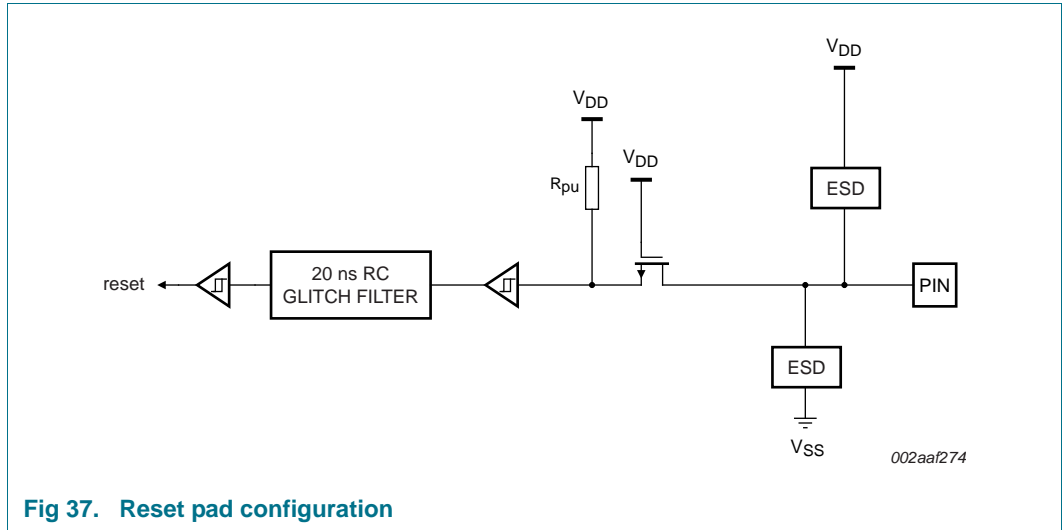 VDD
VDD
VDD
Rpu
ESD
reset
20 ns RC
GLITCH FILTER
PIN
ESD
VSS
002aaf274
Fig 37. Reset pad configuration